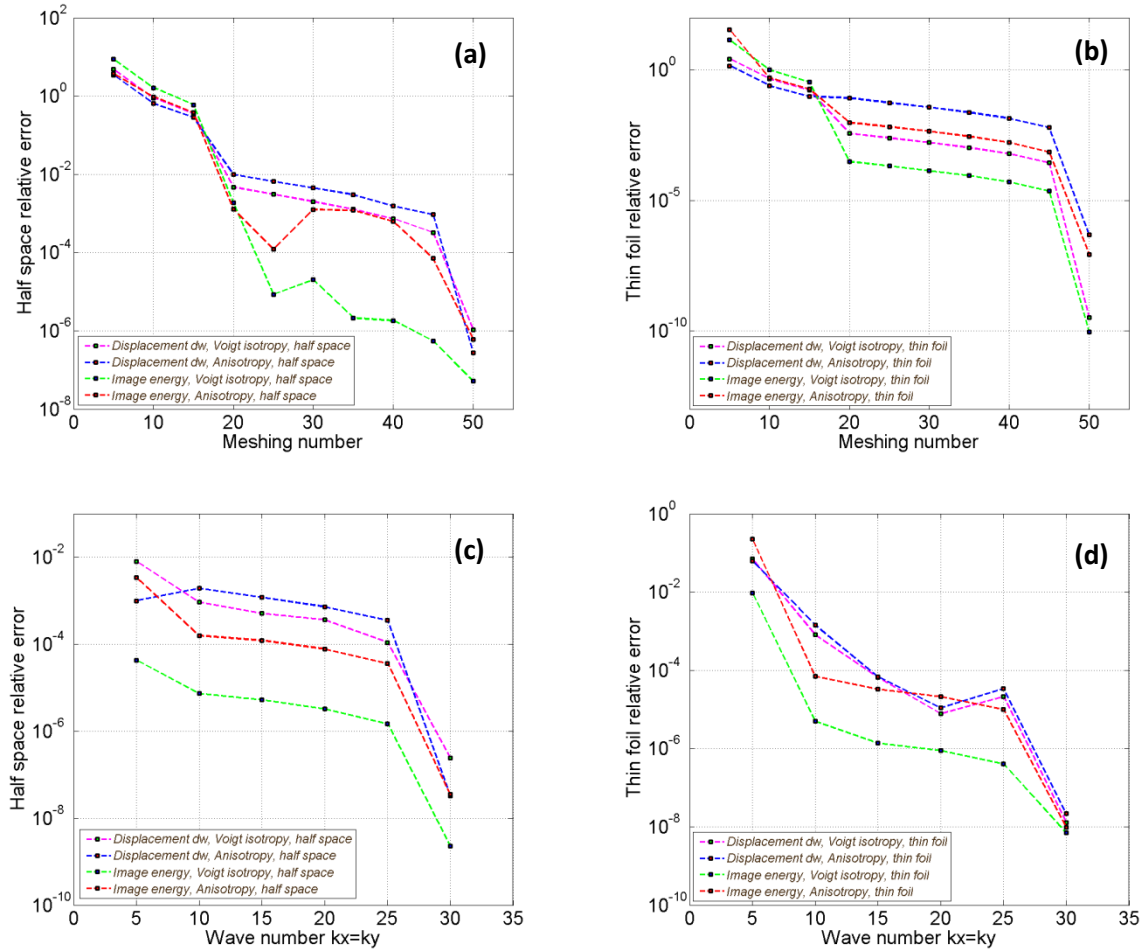 (a)
Half space relative error
10^2
10^0
10^-2
10^-4
10^-6
10^-8
Displacement dw, Voigt isotropy, half space
Displacement dw, Anisotropy, half space
Image energy, Voigt isotropy, half space
Image energy, Anisotropy, half space
0 10 20 30 40 50
Meshing number
(b)
Thin foil relative error
10^0
10^-5
10^-10
Displacement dw, Voigt isotropy, thin foil
Displacement dw, Anisotropy, thin foil
Image energy, Voigt isotropy, thin foil
Image energy, Anisotropy, thin foil
0 10 20 30 40 50
Meshing number
(c)
Half space relative error
10^-2
10^-4
10^-6
10^-8
10^-10
Displacement dw, Voigt isotropy, half space
Displacement dw, Anisotropy, half space
Image energy, Voigt isotropy, half space
Image energy, Anisotropy, half space
5 10 15 20 25 30 35
Wave number kx=ky
(d)
Thin foil relative error
10^0
10^-2
10^-4
10^-6
10^-8
10^-10
Displacement dw, Voigt isotropy, thin foil
Displacement dw, Anisotropy, thin foil
Image energy, Voigt isotropy, thin foil
Image energy, Anisotropy, thin foil
5 10 15 20 25 30 35
Wave number kx=ky